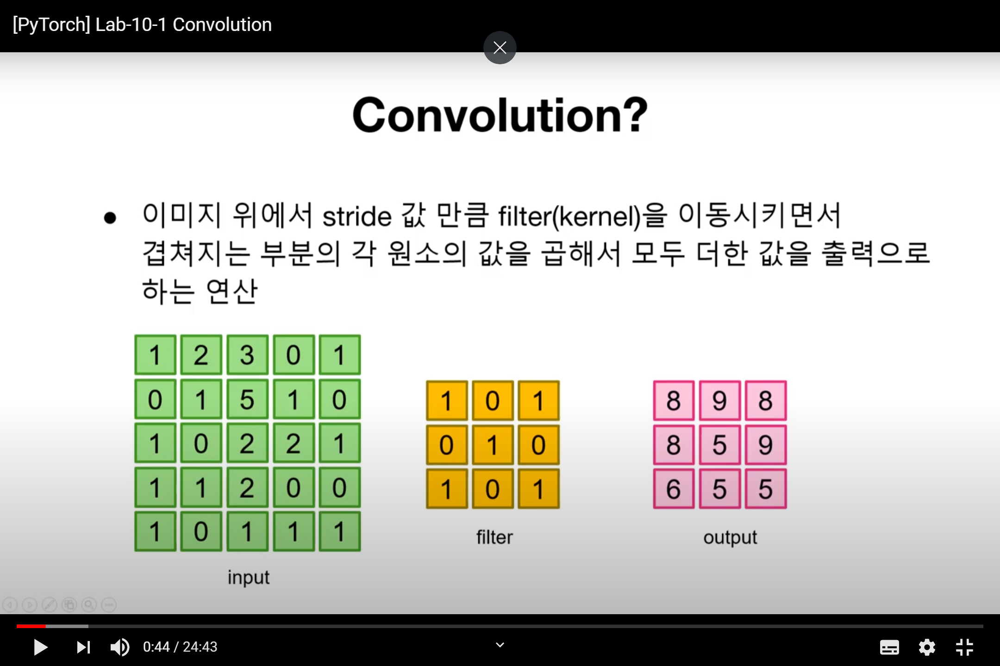 [PyTorch] Lab-10-1 Convolution
Convolution?
● 이미지 위에서 stride 값 만큼 filter(kernel)을 이동시키면서
겹쳐지는 부분의 각 원소의 값을 곱해서 모두 더한 값을 출력으로
하는 연산
1 2 3 0 1
0 1 5 1 0
1 0 2 2 1
1 1 2 0 0
1 0 1 1 1
input
1 0 1
0 1 0
1 0 1
filter
8 9 8
8 5 9
6 5 5
output
0:44 / 24:43